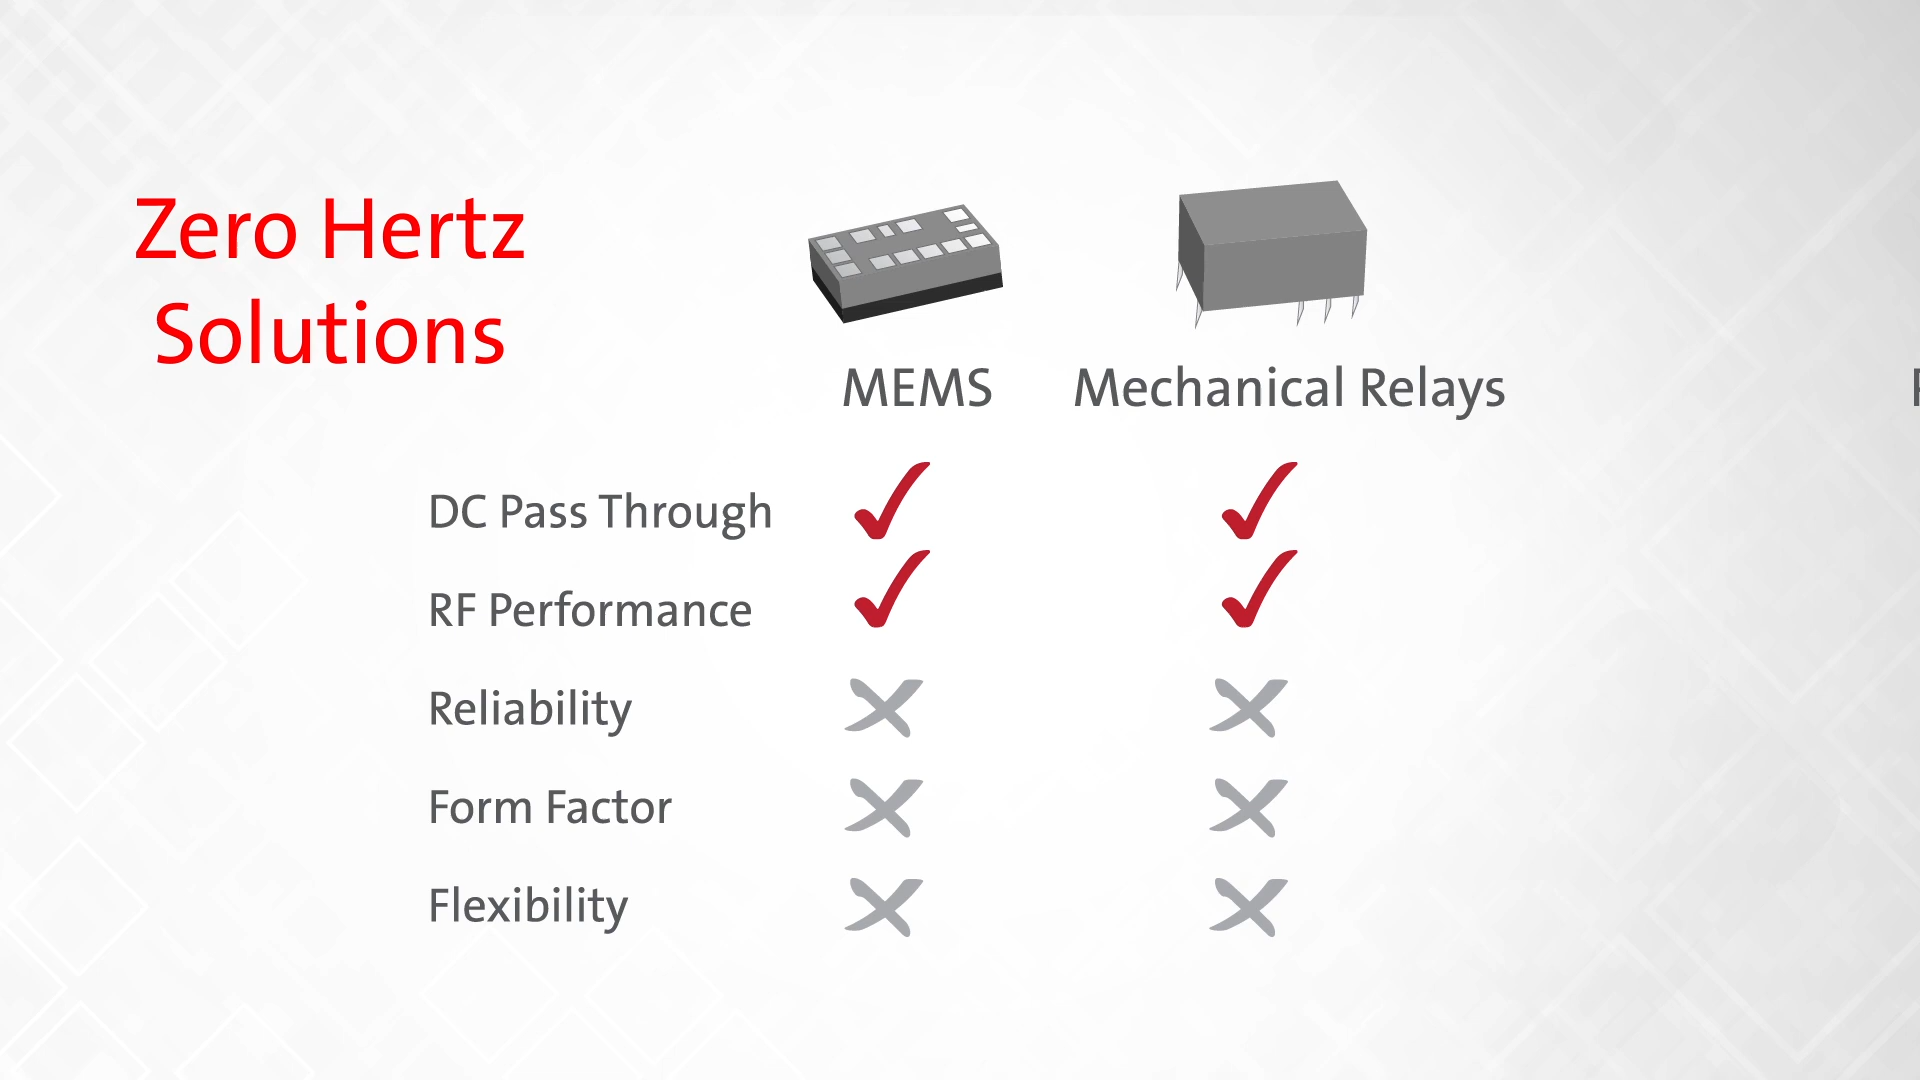 Zero Hertz
Solutions
MEMS Mechanical Relays
DC Pass Through
RF Performance
Reliability
Form Factor
Flexibility